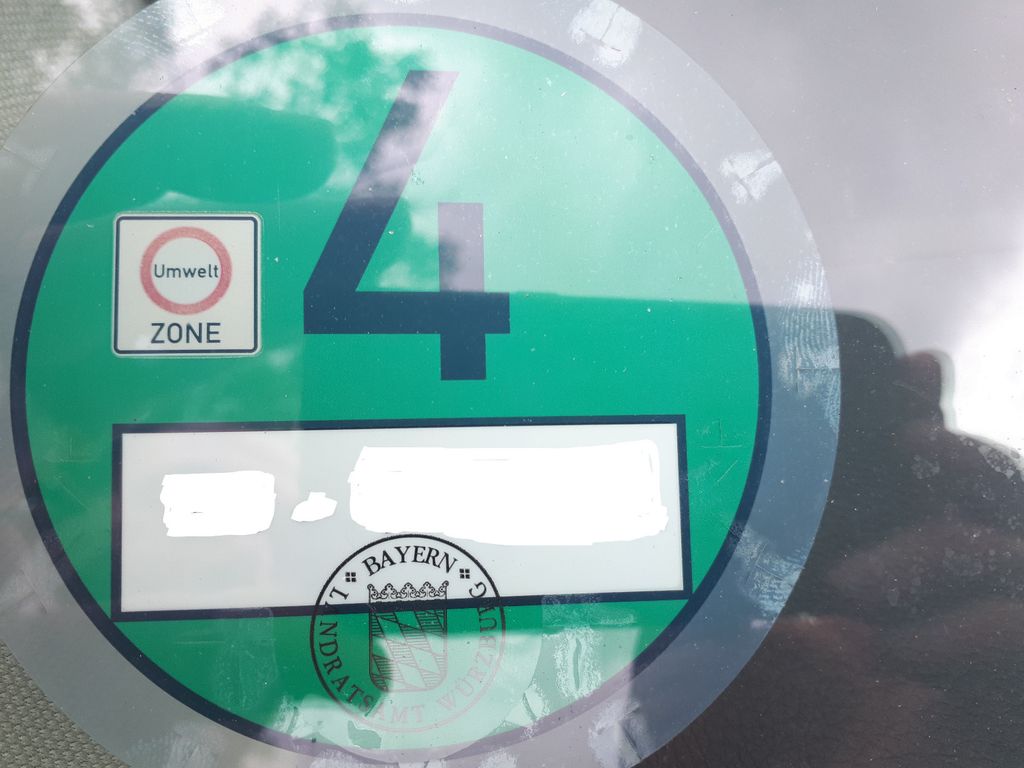 4
Umwelt
ZONE
BAYERN
LANDRATSAMT WÜRZBURG